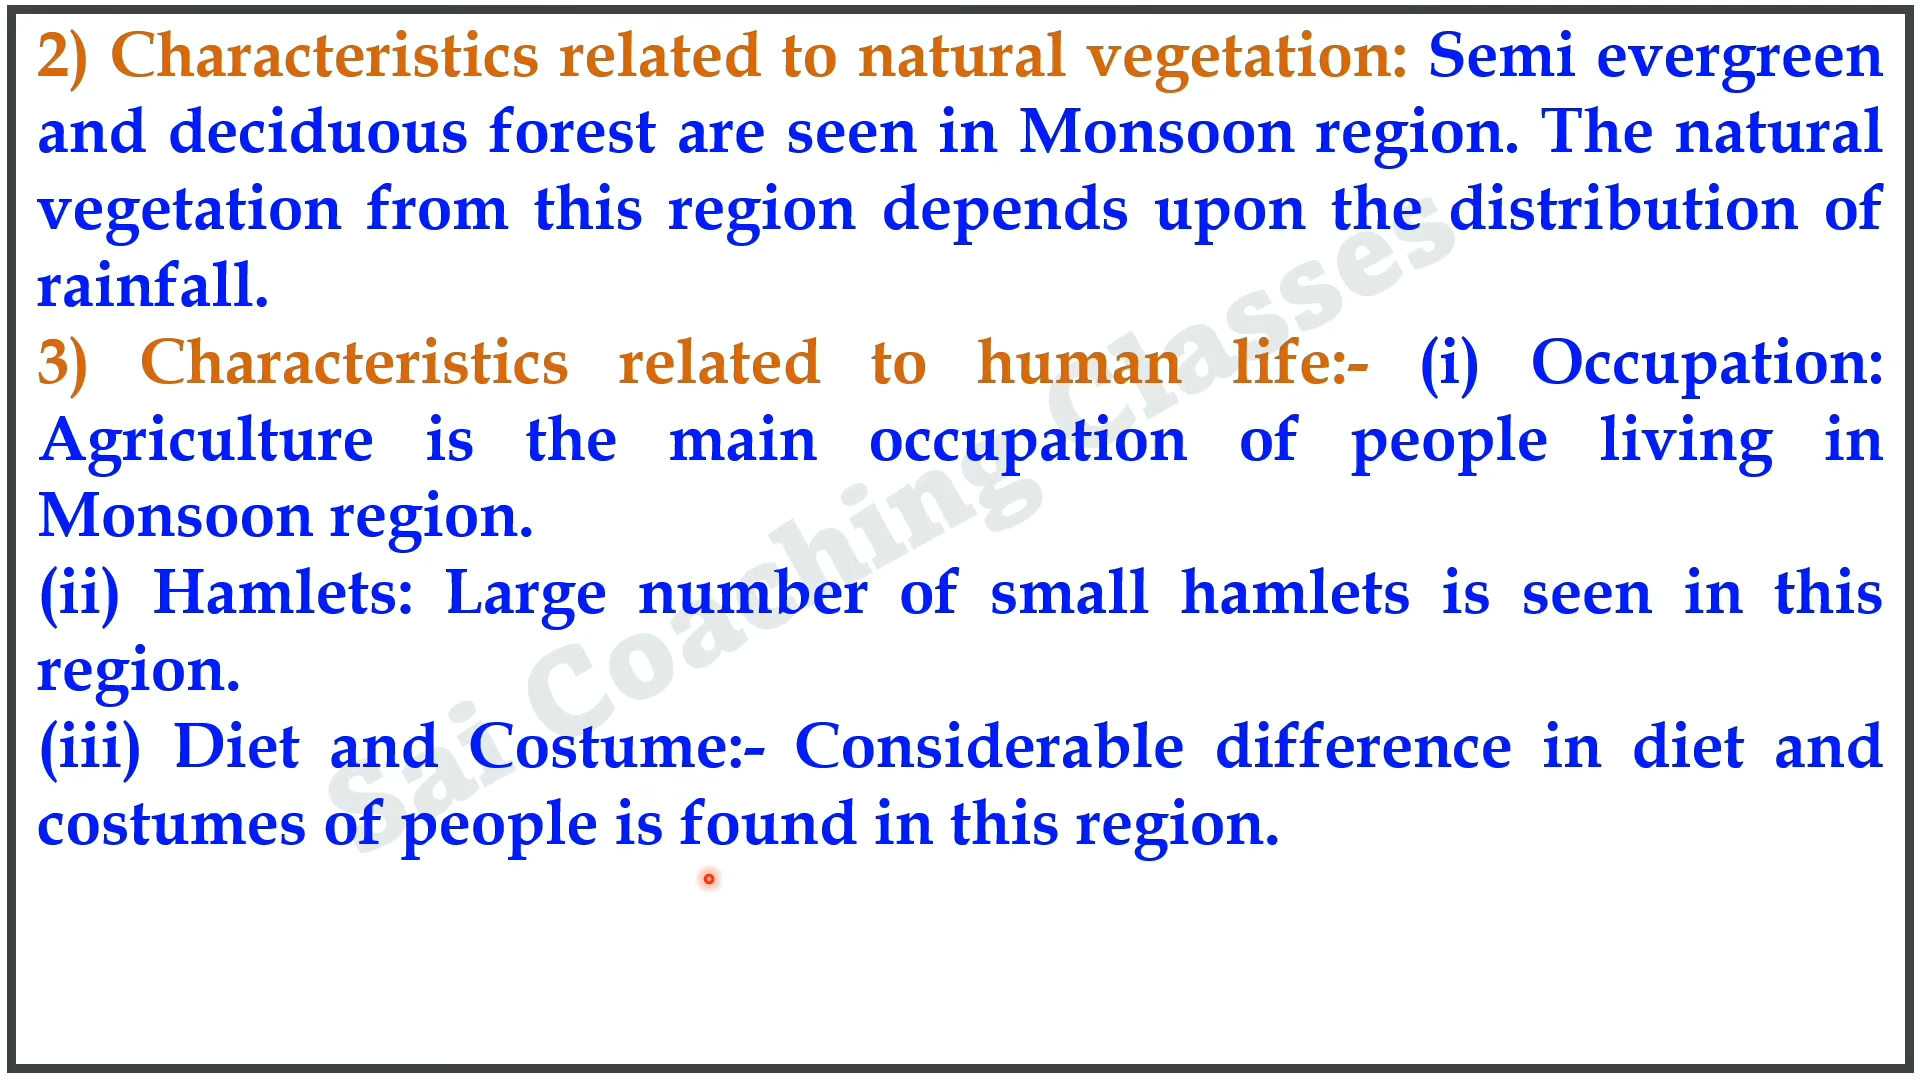 2) Characteristics related to natural vegetation: Semi evergreen
and deciduous forest are seen in Monsoon region. The natural
vegetation from this region depends upon the distribution of
rainfall.
3) Characteristics related to human life:- (i) Occupation:
Agriculture is the main occupation of people living in
Monsoon region.
(ii) Hamlets: Large number of small hamlets is seen in this
region.
(iii) Diet and Costume:- Considerable difference in diet and
costumes of people is found in this region.
Sai Coaching Classes